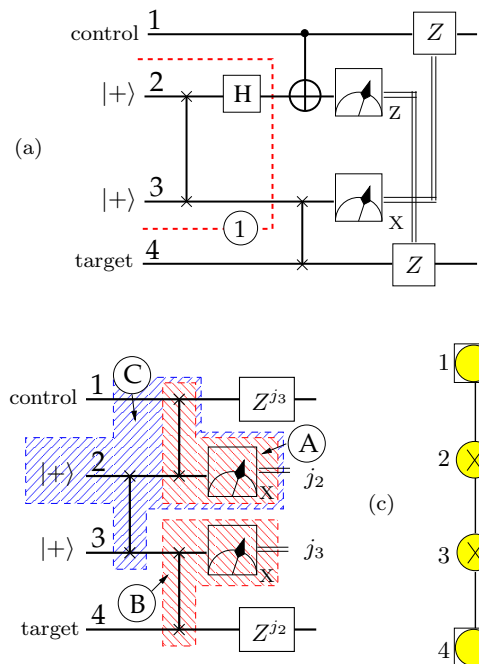 control 1 Z
|+⟩ 2 H Z
(a)
|+⟩ 3 X
1
target 4 Z
C
control 1 Z^{j_3} 1
A
|+⟩ 2 X j_2 2
(c)
|+⟩ 3 X j_3 3
B
target 4 Z^{j_2} 4